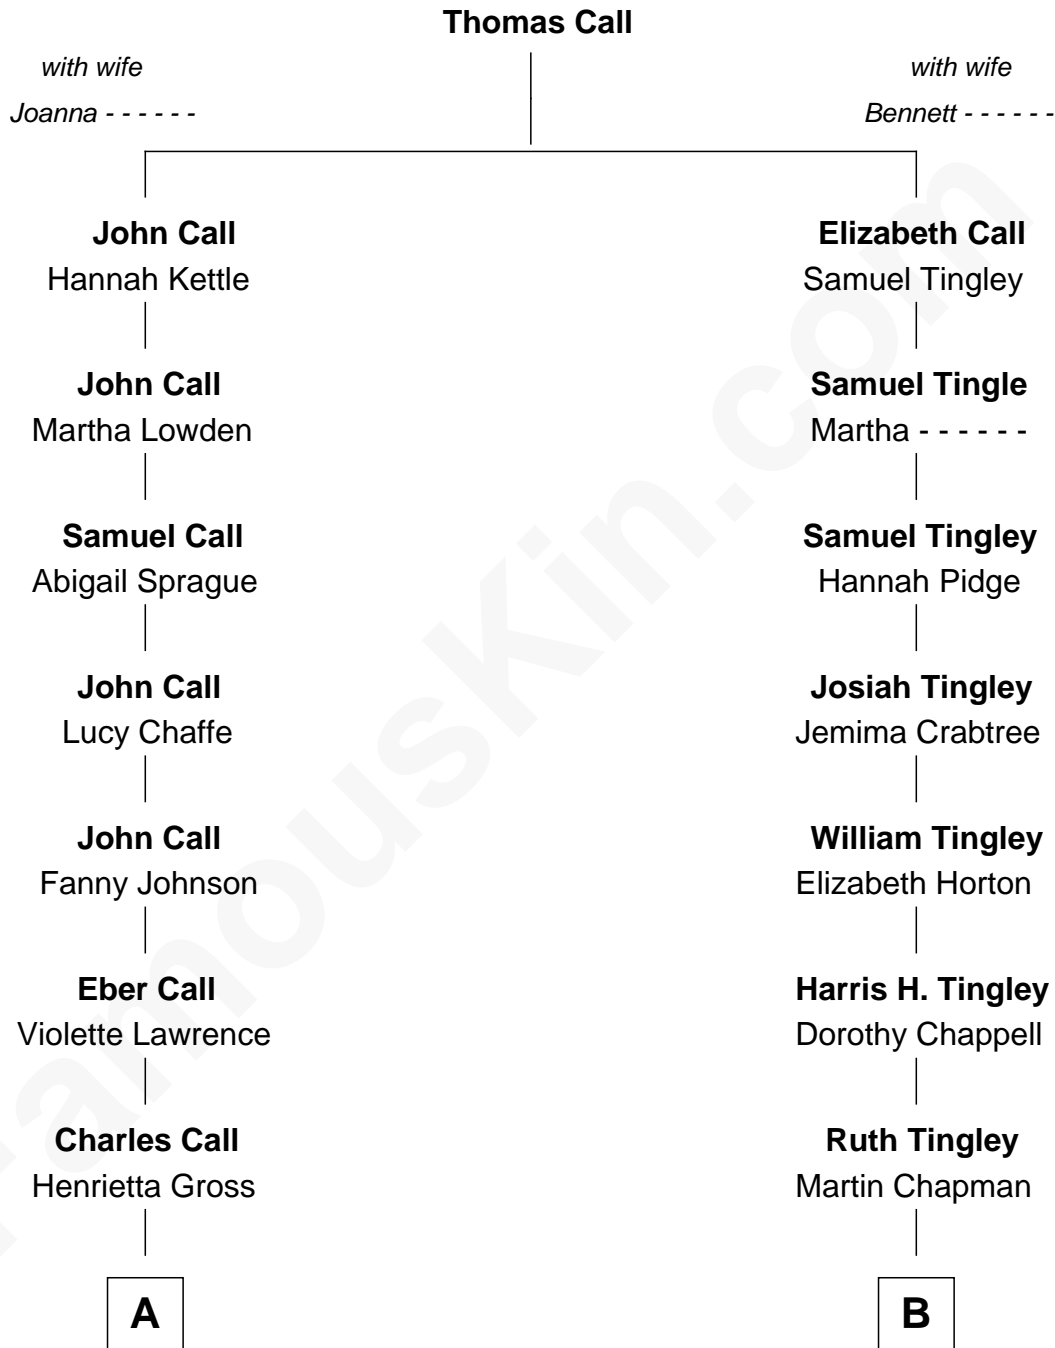 Thomas Call
with wife
Joanna - - - - - -
with wife
Bennett - - - - - -
John Call
Hannah Kettle
John Call
Martha Lowden
Samuel Call
Abigail Sprague
John Call
Lucy Chaffe
John Call
Fanny Johnson
Eber Call
Violette Lawrence
Charles Call
Henrietta Gross
A
Elizabeth Call
Samuel Tingley
Samuel Tingle
Martha - - - - - -
Samuel Tingley
Hannah Pidge
Josiah Tingley
Jemima Crabtree
William Tingley
Elizabeth Horton
Harris H. Tingley
Dorothy Chappell
Ruth Tingley
Martin Chapman
B
FamousKin.com